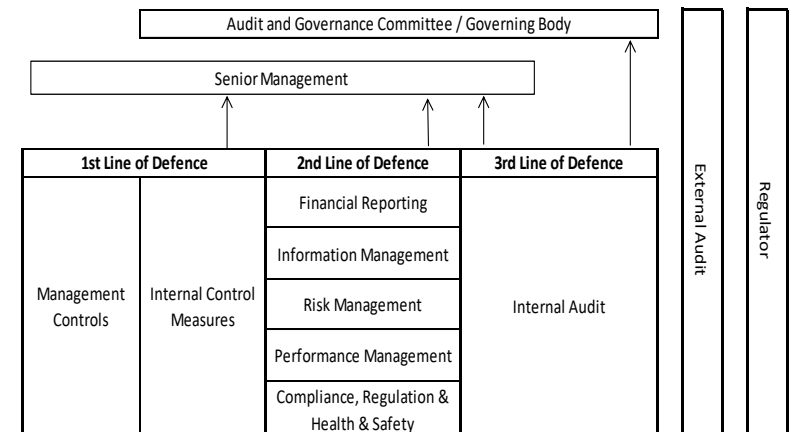 Audit and Governance Committee / Governing Body
Senior Management
1st Line of Defence
2nd Line of Defence
3rd Line of Defence
Management
Controls
Internal Control
Measures
Financial Reporting
Information Management
Risk Management
Performance Management
Compliance, Regulation &
Health & Safety
Internal Audit
External Audit
Regulator